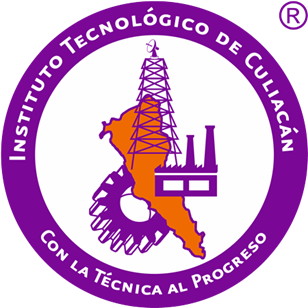 ®
INSTITUTO TECNOLÓGICO DE CULIACÁN
CON LA TÉCNICA AL PROGRESO